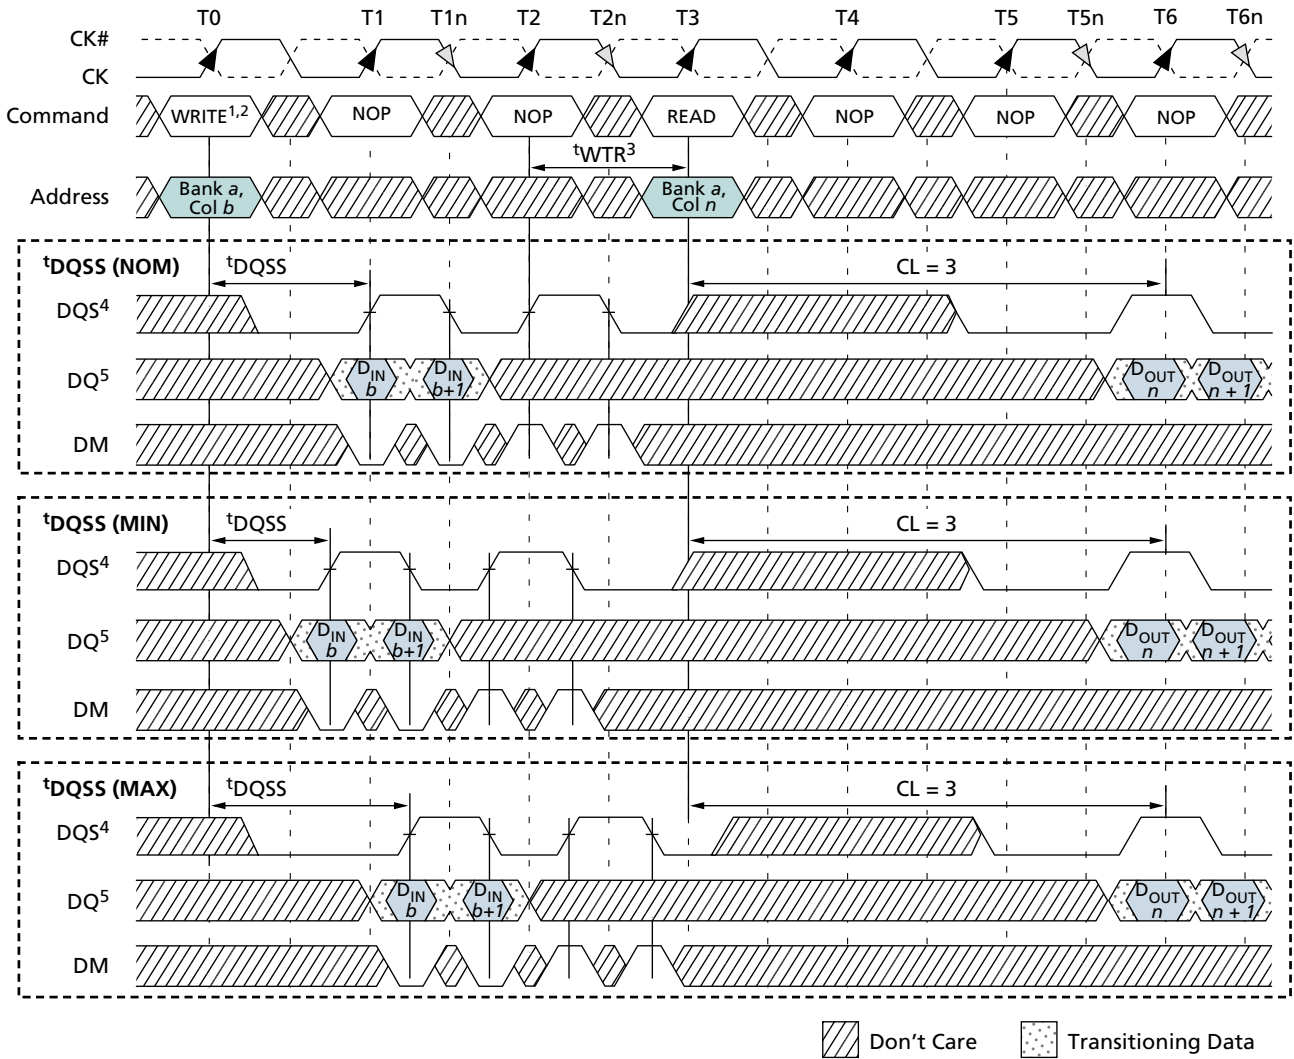 T0 T1 T1n T2 T2n T3 T4 T5 T5n T6 T6n
CK#
CK
Command WRITE1,2 NOP NOP READ NOP NOP NOP
tWTR3
Address Bank a, Bank a,
Col b Col n
tDQSS (NOM) tDQSS CL = 3
DQS4
DQ5 DIN DIN DOUT DOUT
b b+1 n n + 1
DM
tDQSS (MIN) tDQSS CL = 3
DQS4
DQ5 DIN DIN DOUT DOUT
b b+1 n n + 1
DM
tDQSS (MAX) tDQSS CL = 3
DQS4
DQ5 DIN DIN DOUT DOUT
b b+1 n n + 1
DM
Don't Care Transitioning Data